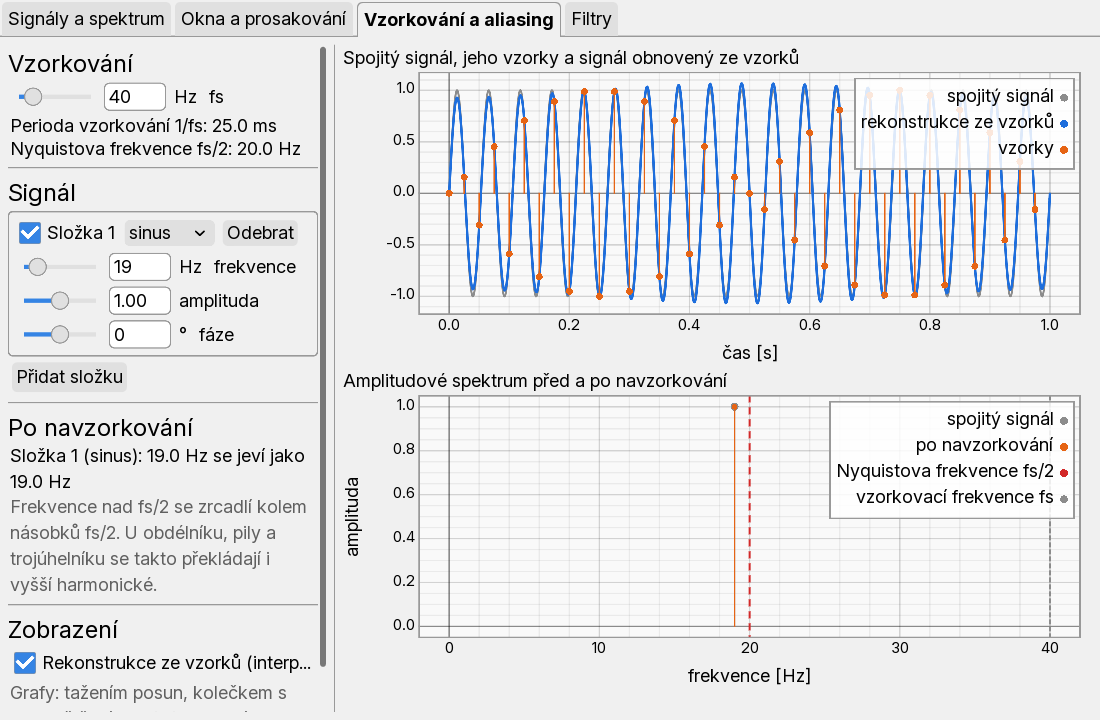 Signály a spektrum
Okna a prosakování
Vzorkování a aliasing
Filtry
Vzorkování
40 Hz fs
Perioda vzorkování 1/fs: 25.0 ms
Nyquistova frekvence fs/2: 20.0 Hz
Signál
Složka 1 sinus Odebrat
19 Hz frekvence
1.00 amplituda
0 ° fáze
Přidat složku
Po navzorkování
Složka 1 (sinus): 19.0 Hz se jeví jako
19.0 Hz
Frekvence nad fs/2 se zrcadlí kolem
násobků fs/2. U obdélníku, pily a
trojúhelníku se takto překládají i
vyšší harmonické.
Zobrazení
Rekonstrukce ze vzorků (interp...
Grafy: tažením posun, kolečkem s
Spojitý signál, jeho vzorky a signál obnovený ze vzorků
1.0
0.5
0.0
-0.5
-1.0
spojitý signál
rekonstrukce ze vzorků
vzorky
0.0 0.2 0.4 0.6 0.8 1.0
čas [s]
Amplitudové spektrum před a po navzorkování
amplituda
1.0
0.8
0.6
0.4
0.2
0.0
spojitý signál
po navzorkování
Nyquistova frekvence fs/2
vzorkovací frekvence fs
0 10 20 30 40
frekvence [Hz]